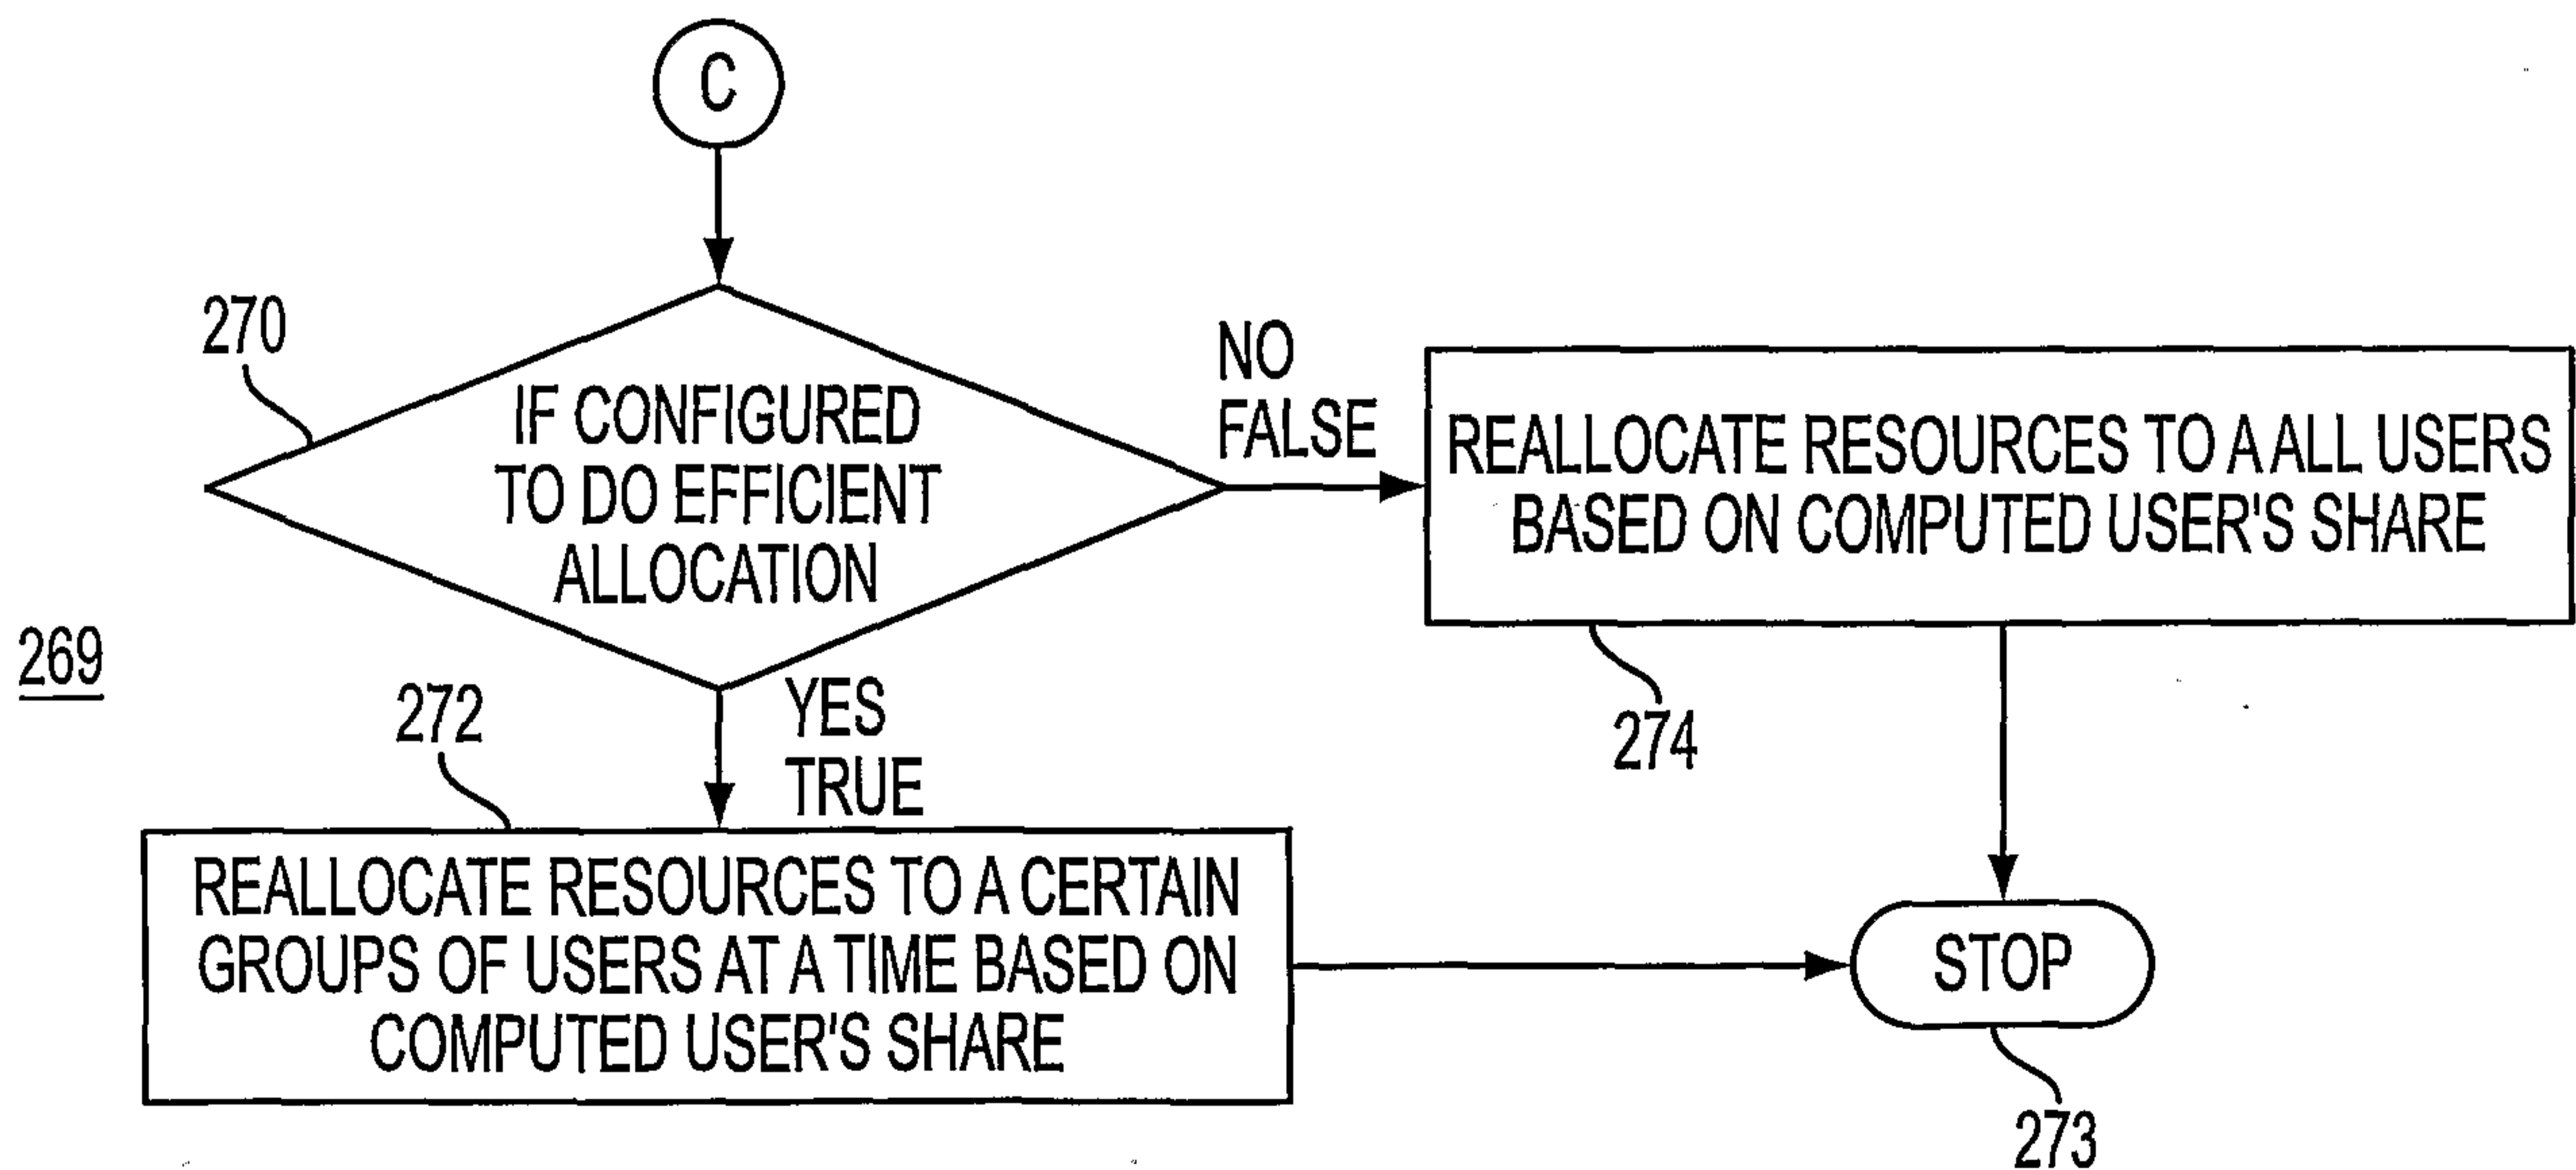 C
270
IF CONFIGURED
TO DO EFFICIENT
ALLOCATION
NO
FALSE
REALLOCATE RESOURCES TO A ALL USERS
BASED ON COMPUTED USER'S SHARE
274
269
YES
TRUE
272
REALLOCATE RESOURCES TO A CERTAIN
GROUPS OF USERS AT A TIME BASED ON
COMPUTED USER'S SHARE
STOP
273